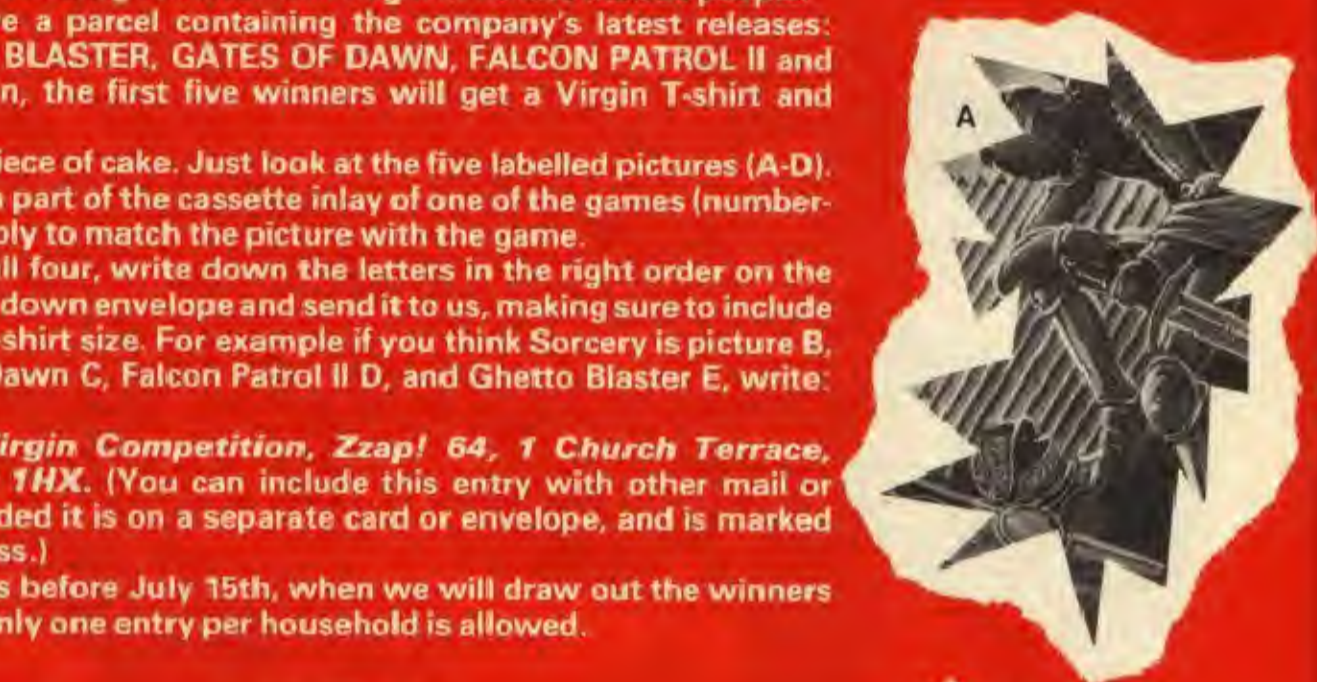 e a parcel containing the company's latest releases:
BLASTER, GATES OF DAWN, FALCON PATROL II and
n, the first five winners will get a Virgin T-shirt and
iece of cake. Just look at the five labelled pictures (A-D).
part of the cassette inlay of one of the games (number-
ply to match the picture with the game.
ll four, write down the letters in the right order on the
down envelope and send it to us, making sure to include
shirt size. For example if you think Sorcery is picture B,
Dawn C, Falcon Patrol II D, and Ghetto Blaster E, write:
irgin Competition, Zzap! 64, 1 Church Terrace,
1HX. (You can include this entry with other mail or
ded it is on a separate card or envelope, and is marked
ss.)
s before July 15th, when we will draw out the winners
nly one entry per household is allowed.
A